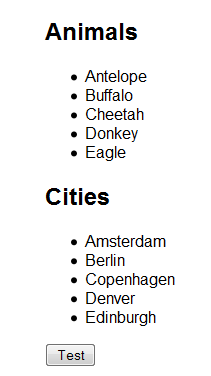 Animals
Antelope
Buffalo
Cheetah
Donkey
Eagle
Cities
Amsterdam
Berlin
Copenhagen
Denver
Edinburgh
Test